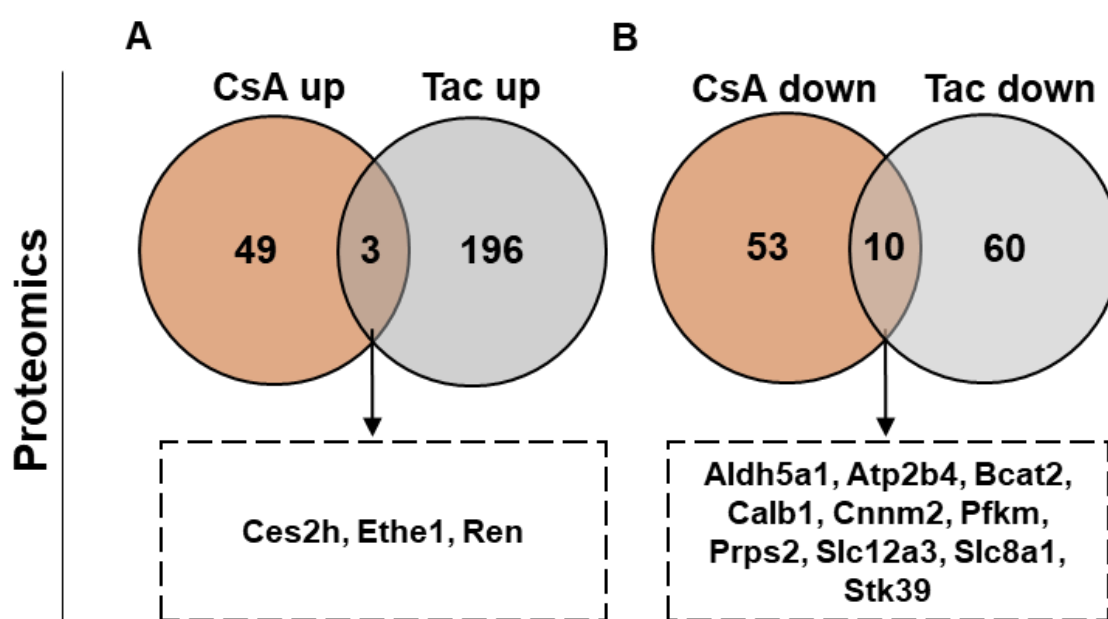 A
B
CsA up
Tac up
CsA down
Tac down
Proteomics
49
3
196
53
10
60
Ces2h, Ethe1, Ren
Aldh5a1, Atp2b4, Bcat2,
Calb1, Cnnm2, Pfkm,
Prps2, Slc12a3, Slc8a1,
Stk39